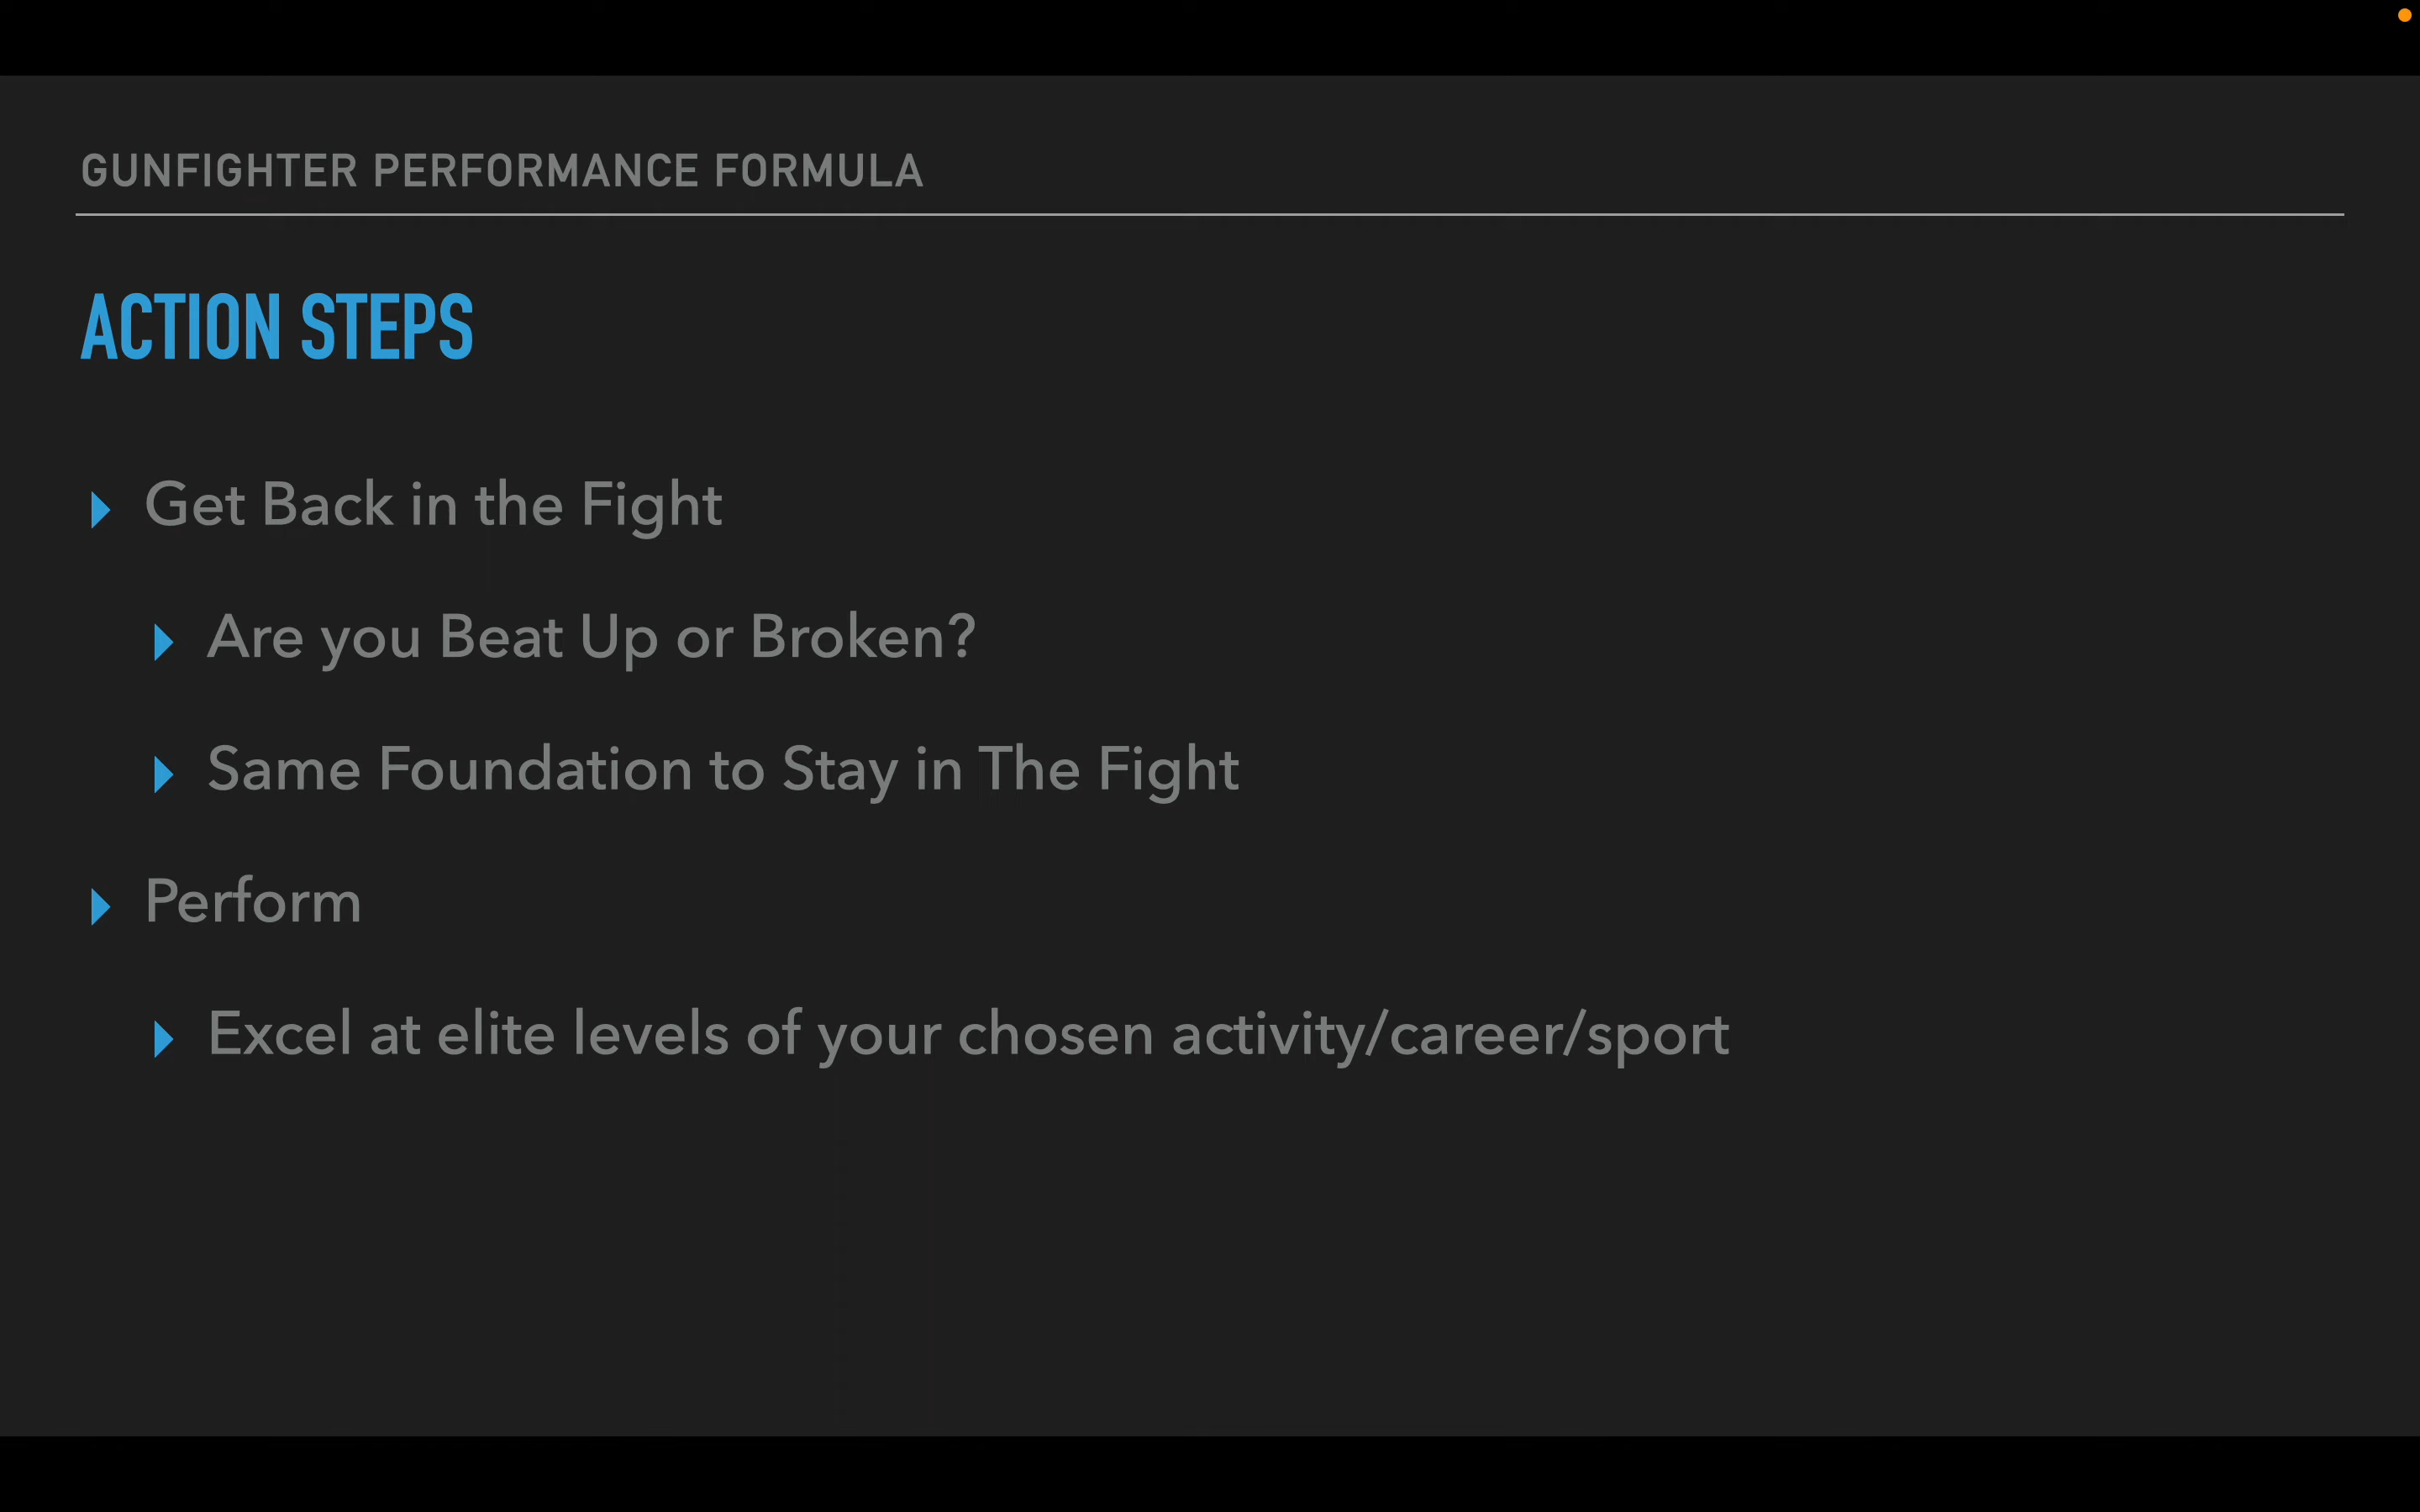 GUNFIGHTER PERFORMANCE FORMULA
ACTION STEPS
Get Back in the Fight
Are you Beat Up or Broken?
Same Foundation to Stay in The Fight
Perform
Excel at elite levels of your chosen activity/career/sport